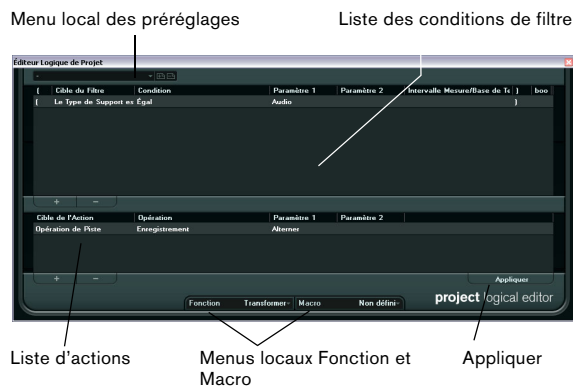 Menu local des préréglages
Liste des conditions de filtre
Éditeur Logique de Projet
( Cible du Filtre Condition Paramètre 1 Paramètre 2 Intervalle Mesure/Base de Te ) boo
( Le Type de Support es Égal Audio )
+ −
Cible de l'Action Opération Paramètre 1 Paramètre 2
Opération de Piste Enregistrement Alterner
+ −
Appliquer
Fonction Transformer Macro Non défini
project logical editor
Liste d'actions
Menus locaux Fonction et
Macro
Appliquer